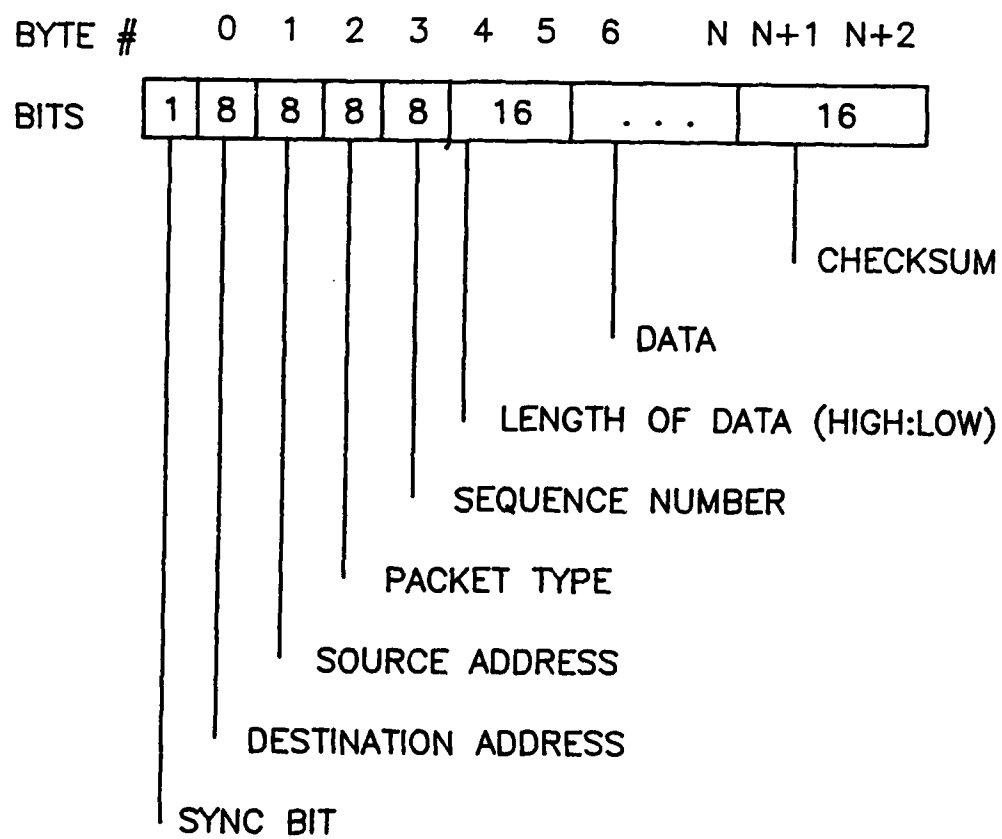 BYTE # 0 1 2 3 4 5 6 N N+1 N+2
BITS 1 8 8 8 8 16 . . . 16
CHECKSUM
DATA
LENGTH OF DATA (HIGH:LOW)
SEQUENCE NUMBER
PACKET TYPE
SOURCE ADDRESS
DESTINATION ADDRESS
SYNC BIT